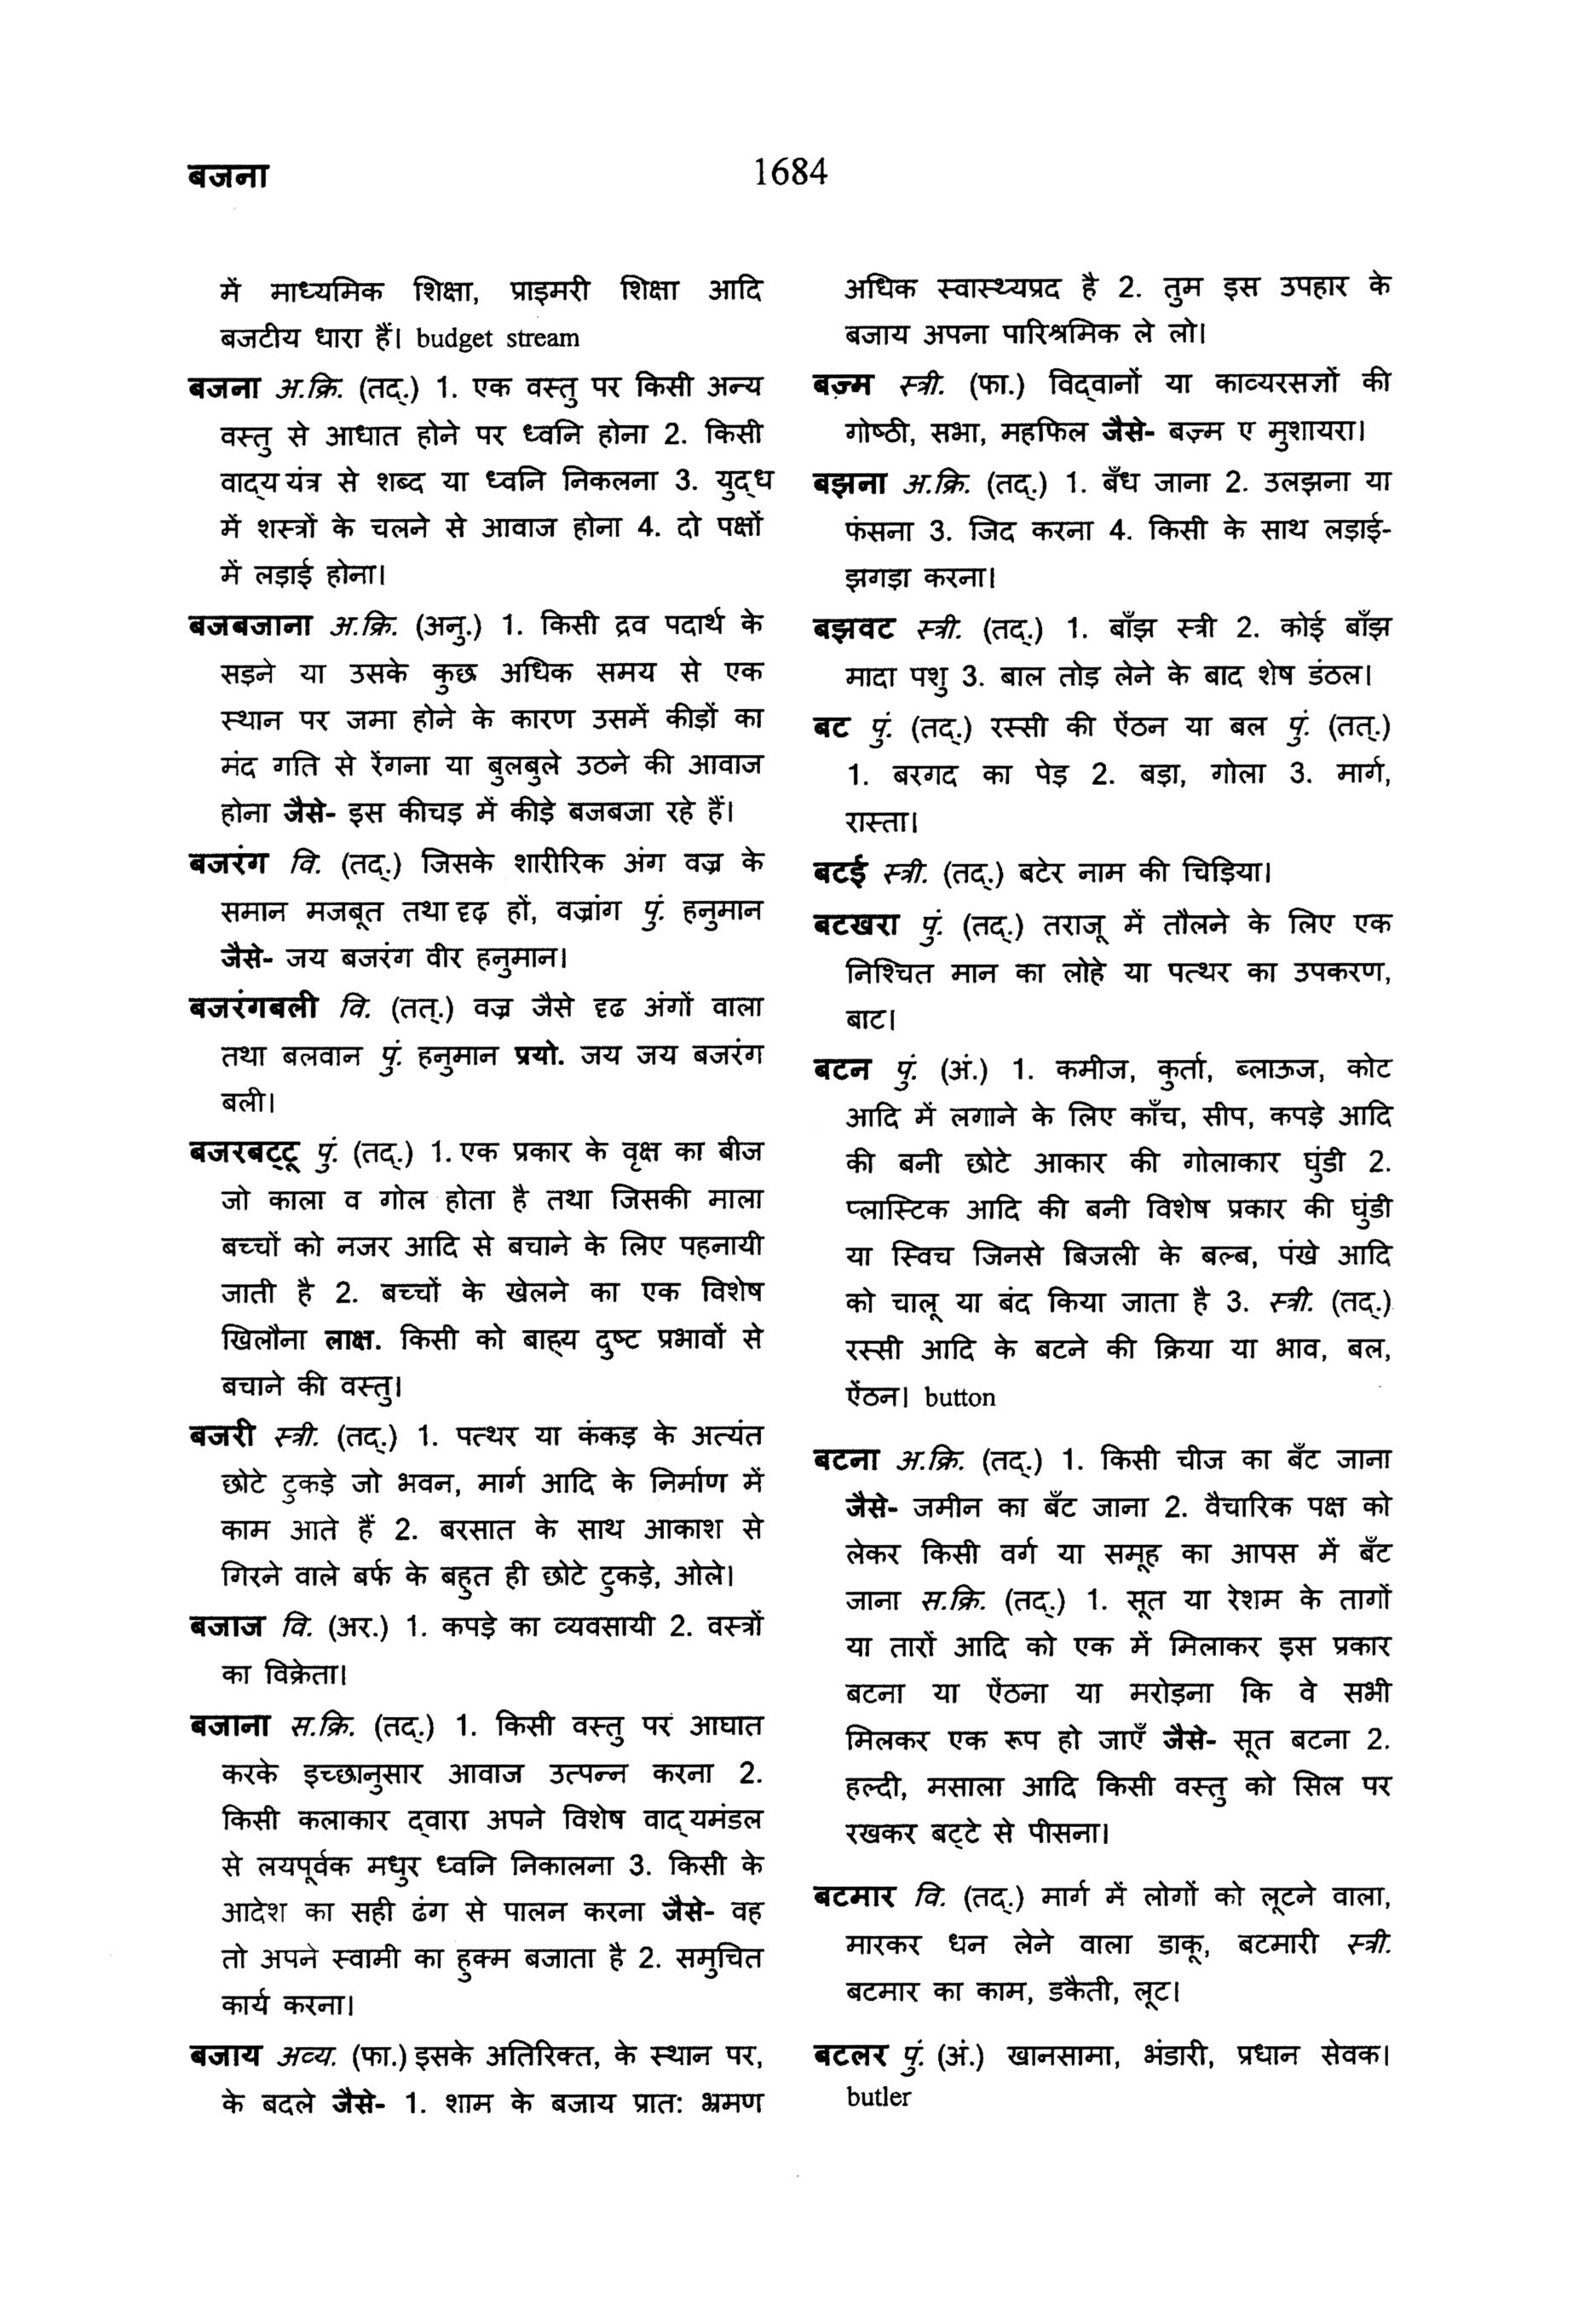 बजना
1684
में माध्यमिक शिक्षा, प्राइमरी शिक्षा आदि
बजटीय धारा हैं। budget stream
बजना अ.क्रि. (तद्.) 1. एक वस्तु पर किसी अन्य
वस्तु से आधात होने पर ध्वनि होना 2. किसी
वाद्य यंत्र से शब्द या ध्वनि निकलना 3. युद्ध
में शस्त्रों के चलने से आवाज होना 4. दो पक्षों
में लड़ाई होना।
बजबजाना अ.क्रि. (अनु.) 1. किसी द्रव पदार्थ के
सड़ने या उसके कुछ अधिक समय से एक
स्थान पर जमा होने के कारण उसमें कीड़ों का
मंद गति से रेंगना या बुलबुले उठने की आवाज
होना जैसे- इस कीचड़ में कीड़े बजबजा रहे हैं।
बजरंग वि. (तद्.) जिसके शारीरिक अंग वज्र के
समान मजबूत तथा दृढ़ हों, वज्रांग पुं. हनुमान
जैसे- जय बजरंग वीर हनुमान।
बजरंगबली वि. (तत्.) वज्र जैसे दृढ अंगों वाला
तथा बलवान पुं. हनुमान प्रयो. जय जय बजरंग
बली।
बजरबट्टू पुं. (तद्.) 1. एक प्रकार के वृक्ष का बीज
जो काला व गोल होता है तथा जिसकी माला
बच्चों को नजर आदि से बचाने के लिए पहनायी
जाती है 2. बच्चों के खेलने का एक विशेष
खिलौना लाक्ष. किसी को बाह्य दुष्ट प्रभावों से
बचाने की वस्तु।
बजरी स्त्री. (तद्.) 1. पत्थर या कंकड़ के अत्यंत
छोटे टुकड़े जो भवन, मार्ग आदि के निर्माण में
काम आते हैं 2. बरसात के साथ आकाश से
गिरने वाले बर्फ के बहुत ही छोटे टुकड़े, ओले।
बजाज वि. (अर.) 1. कपड़े का व्यवसायी 2. वस्त्रों
का विक्रेता।
बजाना स.क्रि. (तद्.) 1. किसी वस्तु पर आघात
करके इच्छानुसार आवाज उत्पन्न करना 2.
किसी कलाकार द्वारा अपने विशेष वाद्यमंडल
से लयपूर्वक मधुर ध्वनि निकालना 3. किसी के
आदेश का सही ढंग से पालन करना जैसे- वह
तो अपने स्वामी का हुक्म बजाता है 2. समुचित
कार्य करना।
बजाय अव्य. (फा.) इसके अतिरिक्त, के स्थान पर,
के बदले जैसे- 1. शाम के बजाय प्रात: भ्रमण
अधिक स्वास्थ्यप्रद है 2. तुम इस उपहार के
बजाय अपना पारिश्रमिक ले लो।
बज़्म स्त्री. (फा.) विद्वानों या काव्यरसज्ञों की
गोष्ठी, सभा, महफिल जैसे- बज़्म ए मुशायरा।
बझना अ.क्रि. (तद्.) 1. बँध जाना 2. उलझना या
फंसना 3. जिद करना 4. किसी के साथ लड़ाई-
झगड़ा करना।
बझवट स्त्री. (तद्.) 1. बाँझ स्त्री 2. कोई बाँझ
मादा पशु 3. बाल तोड़ लेने के बाद शेष डंठल।
बट पुं. (तद्.) रस्सी की ऐंठन या बल पुं. (तत्.)
1. बरगद का पेड़ 2. बड़ा, गोला 3. मार्ग,
रास्ता।
बटई स्त्री. (तद्.) बटेर नाम की चिड़िया।
बटखरा पुं. (तद्.) तराजू में तौलने के लिए एक
निश्चित मान का लोहे या पत्थर का उपकरण,
बाट।
बटन पुं. (अं.) 1. कमीज, कुर्ता, ब्लाऊज, कोट
आदि में लगाने के लिए काँच, सीप, कपड़े आदि
की बनी छोटे आकार की गोलाकार घुंडी 2.
प्लास्टिक आदि की बनी विशेष प्रकार की घुंडी
या स्विच जिनसे बिजली के बल्ब, पंखे आदि
को चालू या बंद किया जाता है 3. स्त्री. (तद्.)
रस्सी आदि के बटने की क्रिया या भाव, बल,
ऐंठन। button
बटना अ.क्रि. (तद्.) 1. किसी चीज का बँट जाना
जैसे- जमीन का बँट जाना 2. वैचारिक पक्ष को
लेकर किसी वर्ग या समूह का आपस में बँट
जाना स.क्रि. (तद्.) 1. सूत या रेशम के तागों
या तारों आदि को एक में मिलाकर इस प्रकार
बटना या ऐंठना या मरोड़ना कि वे सभी
मिलकर एक रूप हो जाएँ जैसे- सूत बटना 2.
हल्दी, मसाला आदि किसी वस्तु को सिल पर
रखकर बट्टे से पीसना।
बटमार वि. (तद्.) मार्ग में लोगों को लूटने वाला,
मारकर धन लेने वाला डाकू, बटमारी स्त्री.
बटमार का काम, डकैती, लूट।
बटलर पुं. (अं.) खानसामा, भंडारी, प्रधान सेवक।
butler